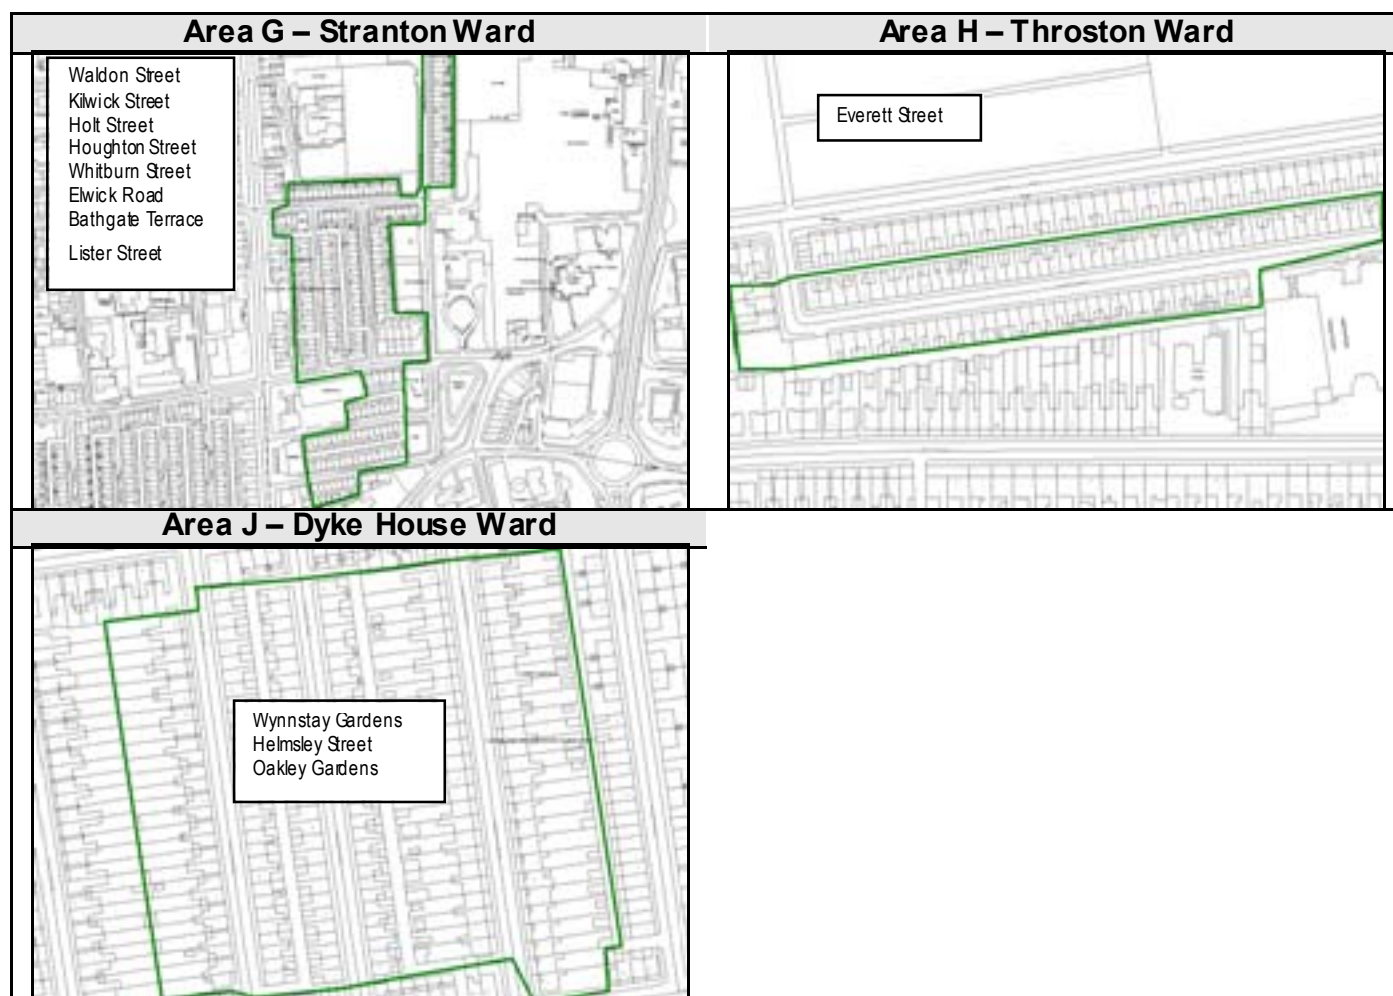 Area G – Stranton Ward
Waldon Street
Kilwick Street
Holt Street
Houghton Street
Whitburn Street
Elwick Road
Bathgate Terrace
Lister Street
Area H – Throston Ward
Everett Street
Area J – Dyke House Ward
Wynnstay Gardens
Helmsley Street
Oakley Gardens